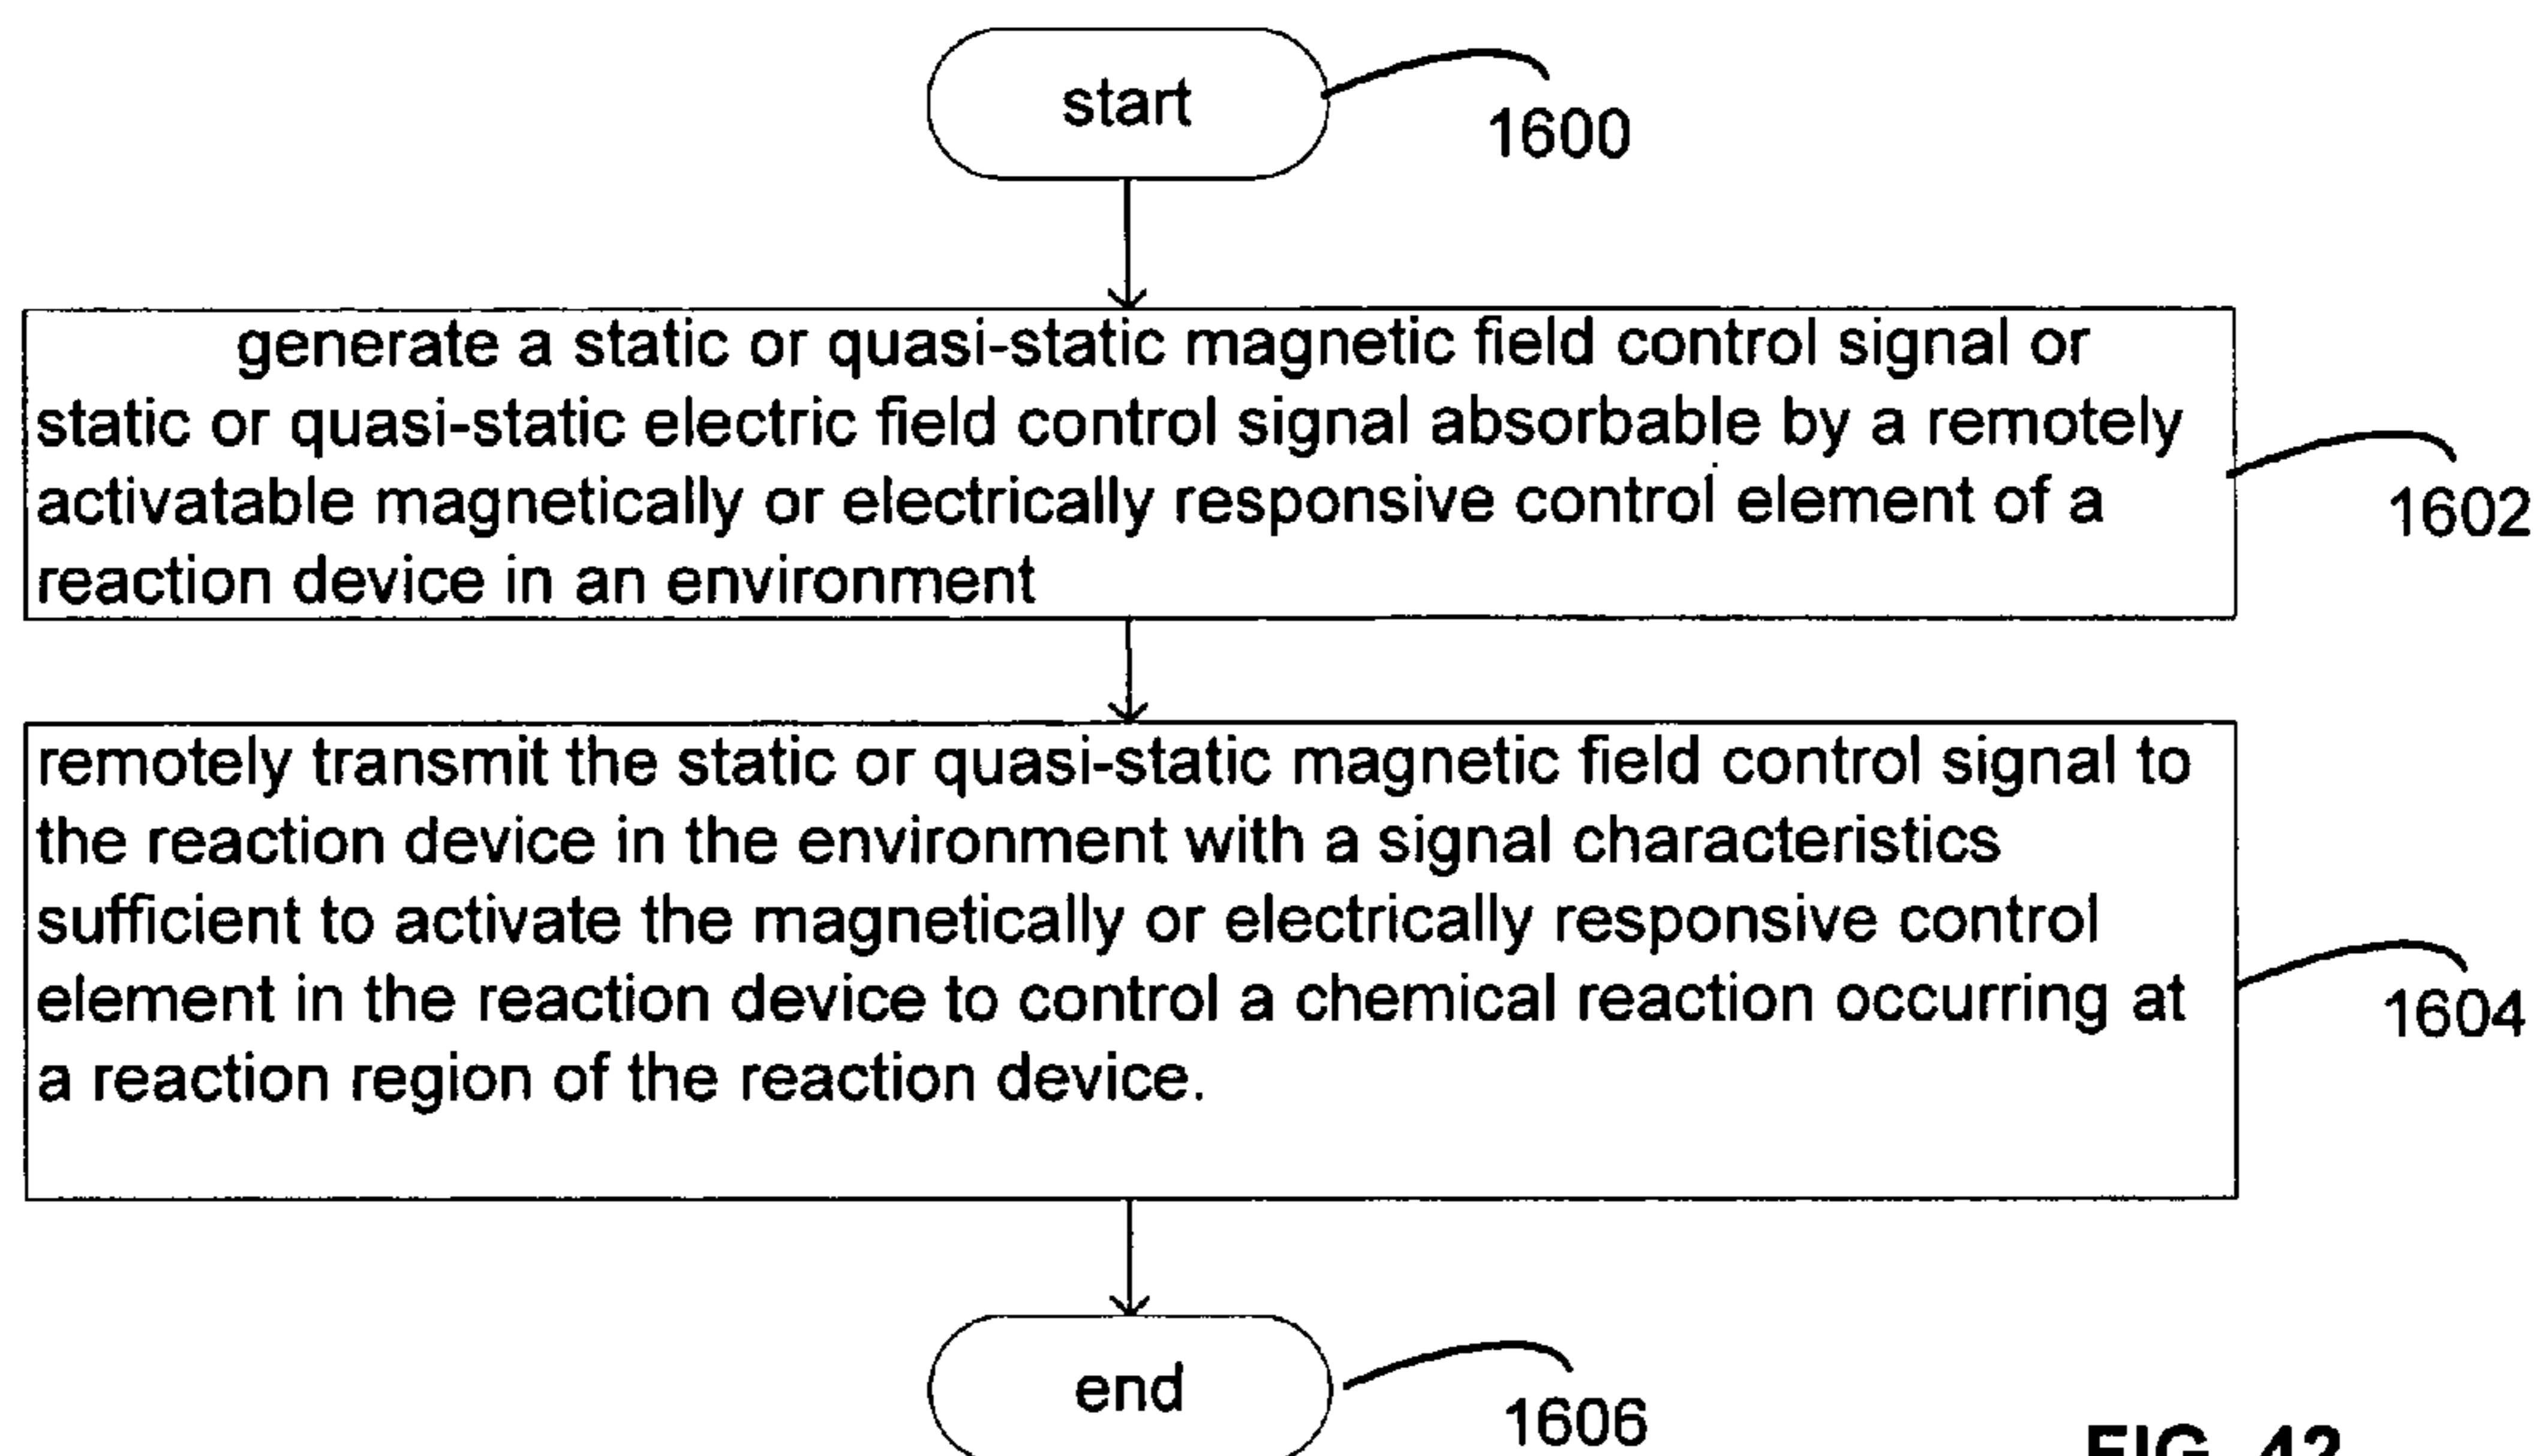 start
1600
generate a static or quasi-static magnetic field control signal or
static or quasi-static electric field control signal absorbable by a remotely
activatable magnetically or electrically responsive control element of a
reaction device in an environment
1602
remotely transmit the static or quasi-static magnetic field control signal to
the reaction device in the environment with a signal characteristics
sufficient to activate the magnetically or electrically responsive control
element in the reaction device to control a chemical reaction occurring at
a reaction region of the reaction device.
1604
end
1606
FIG. 42